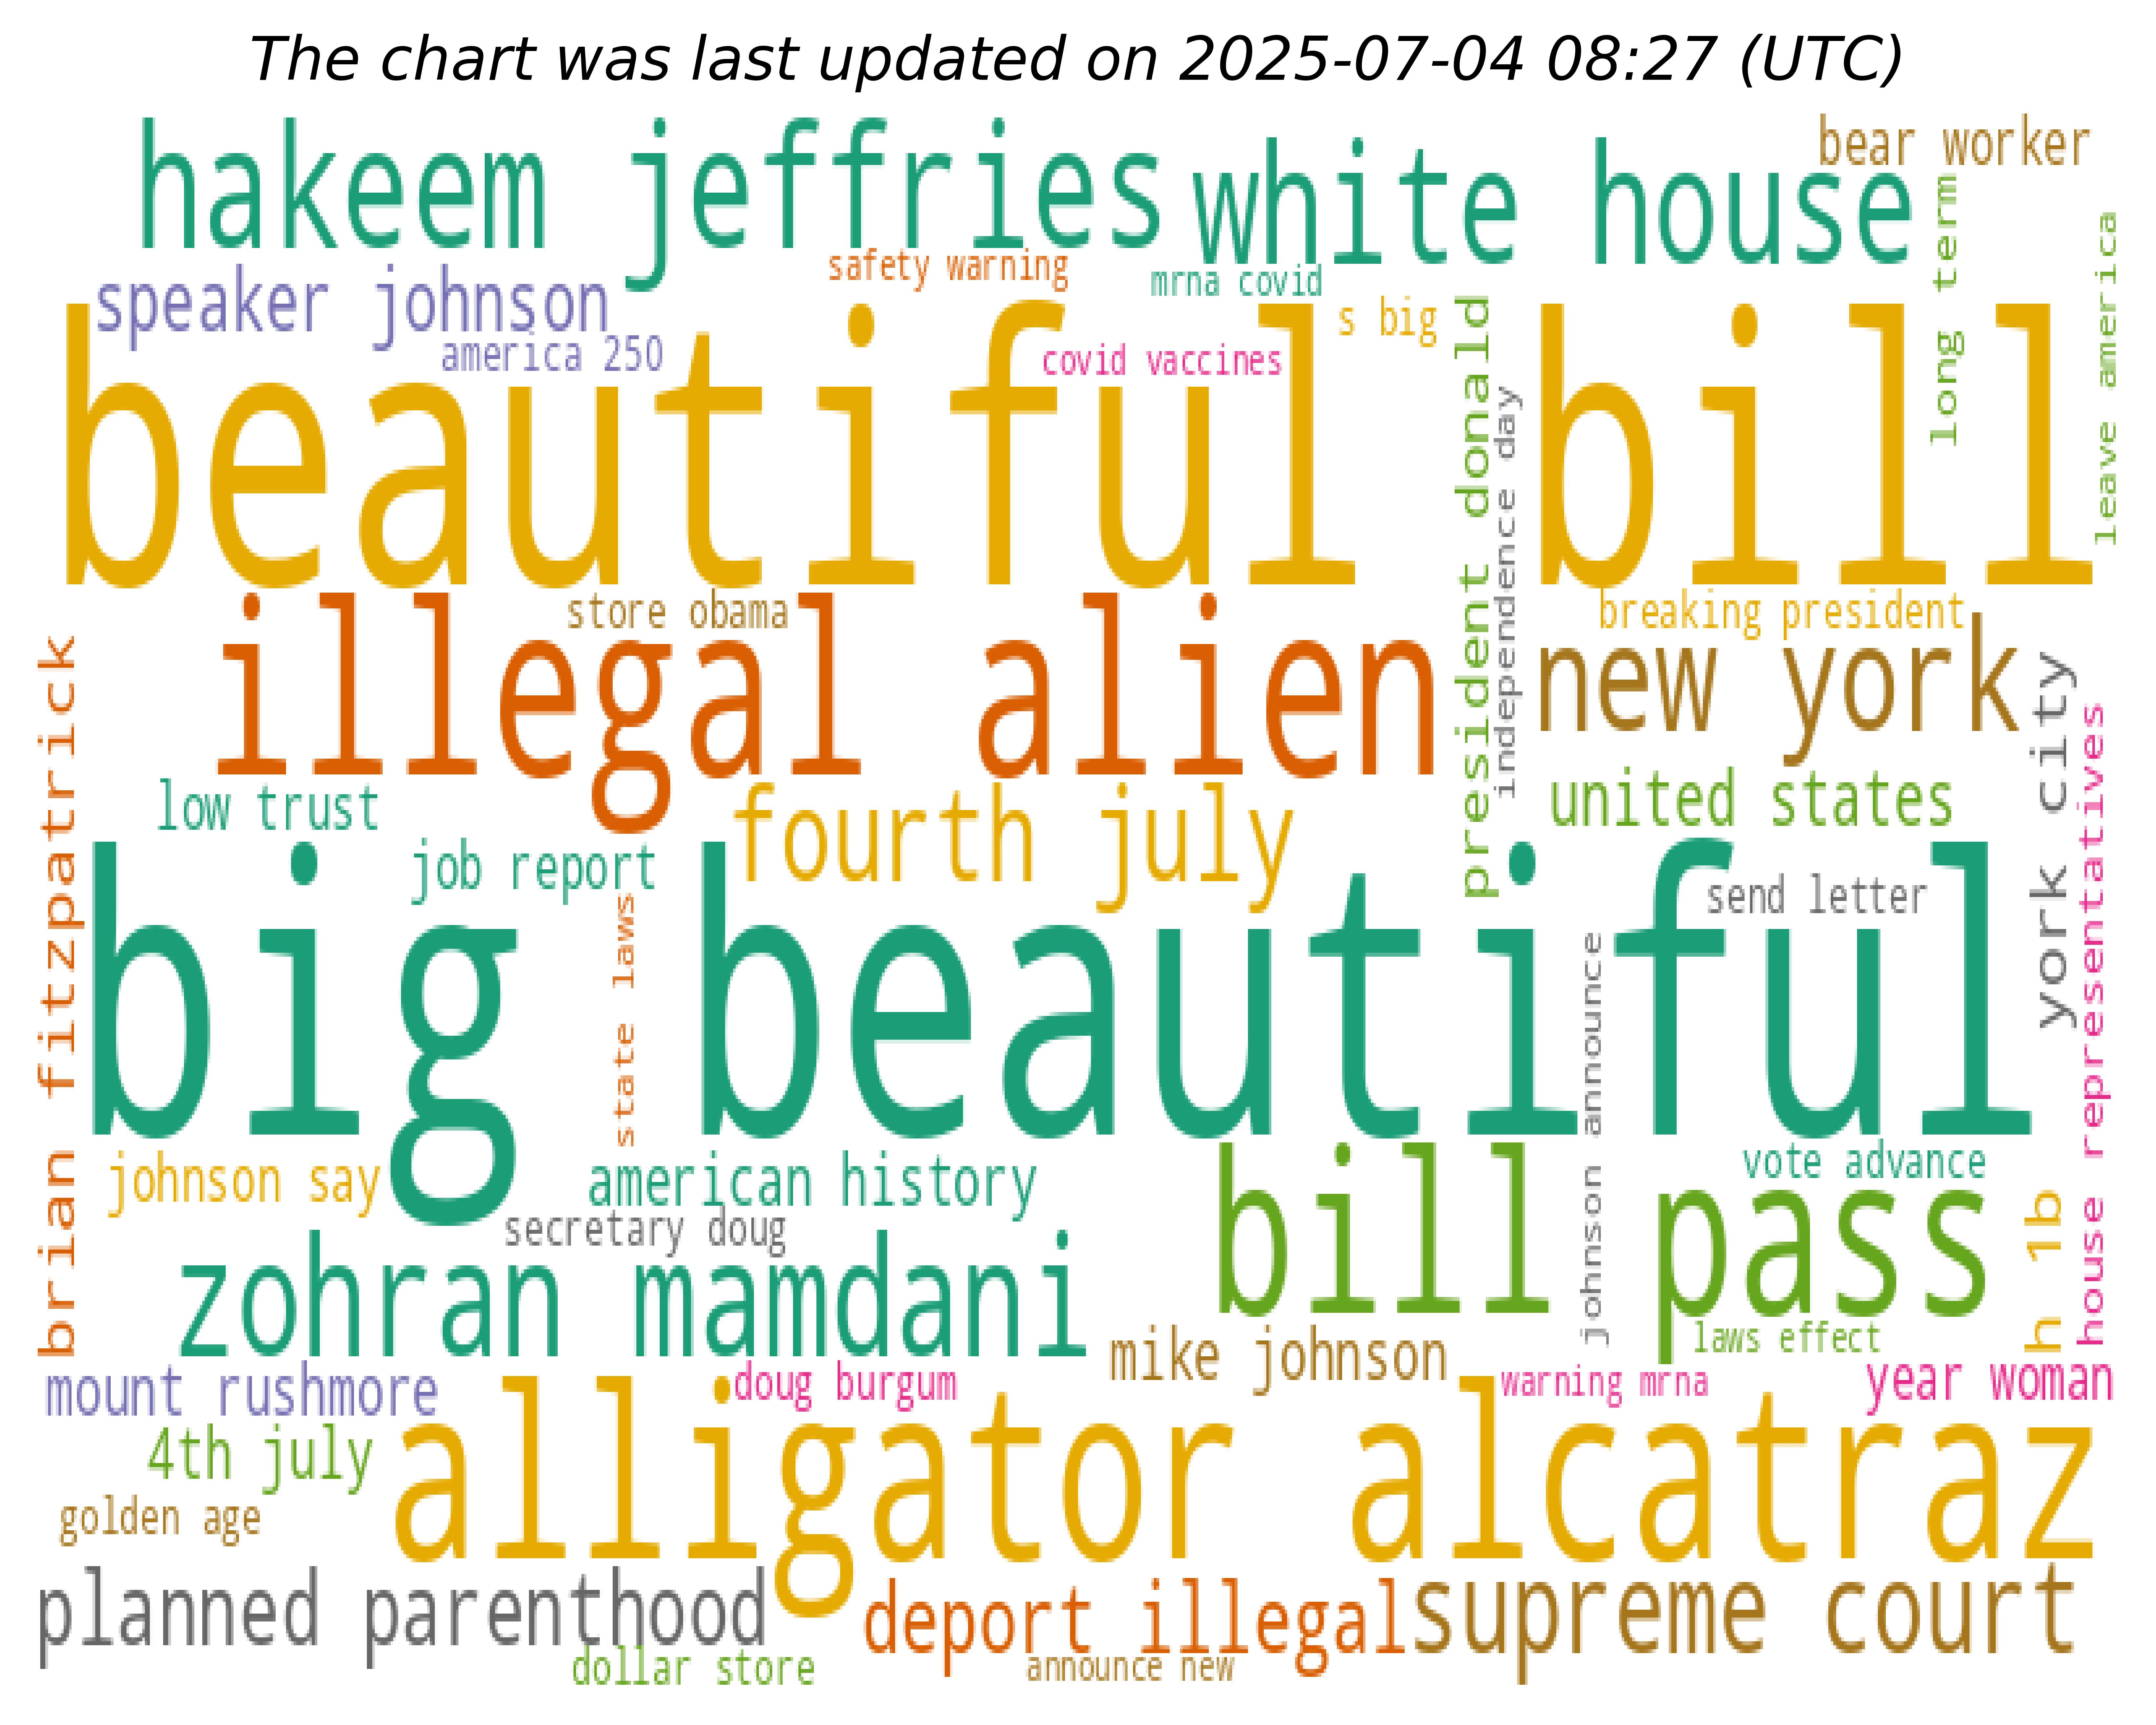 The chart was last updated on 2025-07-04 08:27 (UTC)
bear worker
hakeem jeffries
white house
long term
leave america
safety warning
mrna covid
speaker johnson
s big
america 250
covid vaccines
beautiful bill
president donald
independence day
store obama
breaking president
illegal alien
new york
brian fitzpatrick
york city
house representatives
low trust
fourth july
united states
job report
send letter
big beautiful
state laws
johnson announce
johnson say
american history
vote advance
secretary doug
bill pass
h 1b
zohran mamdani
mike johnson
laws effect
mount rushmore
doug burgum
warning mrna
year woman
alligator alcatraz
4th july
golden age
planned parenthood
deport illegal
supreme court
dollar store
announce new